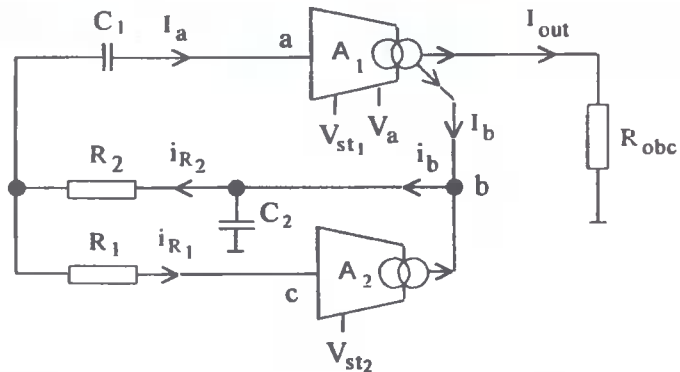 C1 Ia a A1 Iout
Vst1 Va Ib Robc
R2 iR2 ib b
C2
R1 iR1 c A2
Vst2